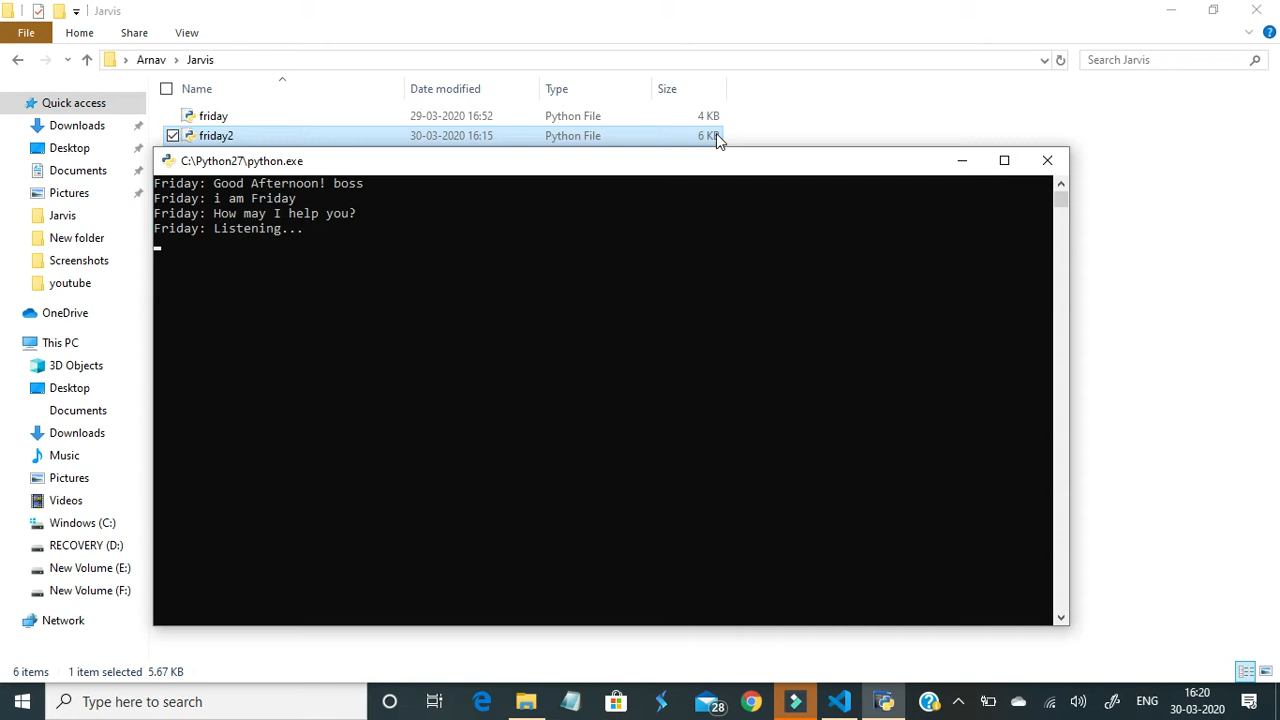 Jarvis
File Home Share View
Arnav Jarvis Search Jarvis
Name Date modified Type Size
Quick access
friday 29-03-2020 16:52 Python File 4 KB
Downloads
friday2 30-03-2020 16:15 Python File 6 KB
Desktop
C:\Python27\python.exe
Documents
Friday: Good Afternoon! boss
Pictures
Friday: i am Friday
Friday: How may I help you?
Jarvis
Friday: Listening...
New folder
Screenshots
youtube
OneDrive
This PC
3D Objects
Desktop
Documents
Downloads
Music
Pictures
Videos
Windows (C:)
RECOVERY (D:)
New Volume (E:)
New Volume (F:)
Network
6 items 1 item selected 5.67 KB
Type here to search 28 ENG 16:20
30-03-2020